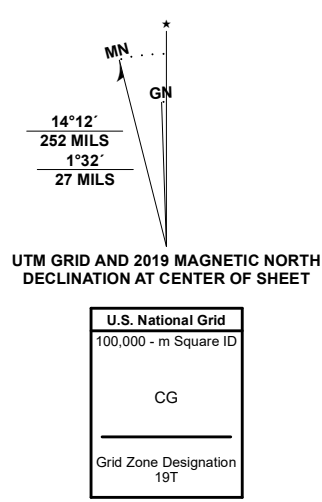 ★
MN
GN
14°12´
252 MILS
1°32´
27 MILS
UTM GRID AND 2019 MAGNETIC NORTH
DECLINATION AT CENTER OF SHEET
U.S. National Grid
100,000 - m Square ID
CG
Grid Zone Designation
19T